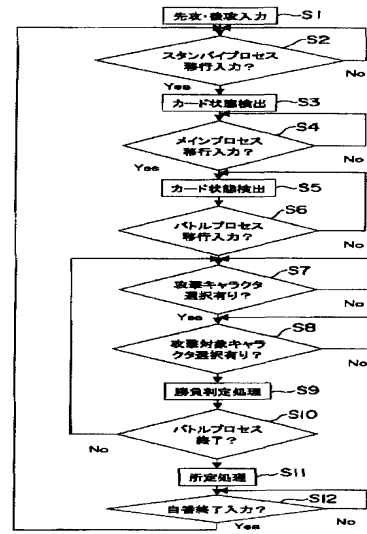 先攻・後攻入力
S1
S2
スタンバイプロセス
移行入力?
No
Yes
カード状態検出
S3
S4
メインプロセス
移行入力?
No
Yes
カード状態検出
S5
S6
バトルプロセス
移行入力?
No
S7
攻撃キャラクタ
選択有り?
No
Yes
S8
攻撃対象キャラ
クタ選択有り?
No
勝負判定処理
S9
S10
バトルプロセス
終了?
No
所定処理
S11
S12
自番終了入力?
No
Yes